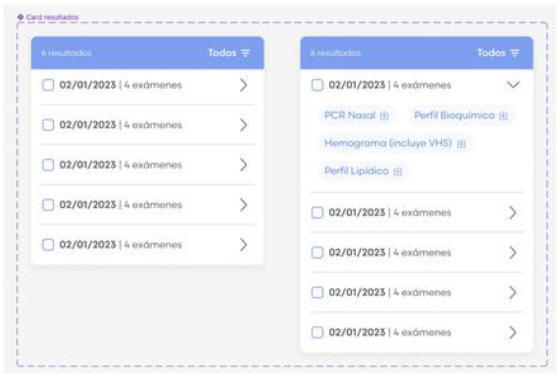 Card resultados
6 resultados Todos
02/01/2023 | 4 exámenes
02/01/2023 | 4 exámenes
02/01/2023 | 4 exámenes
02/01/2023 | 4 exámenes
02/01/2023 | 4 exámenes
6 resultados Todos
02/01/2023 | 4 exámenes
PCR Nasal Perfil Bioquímico
Hemograma (incluye VHS)
Perfil Lipídico
02/01/2023 | 4 exámenes
02/01/2023 | 4 exámenes
02/01/2023 | 4 exámenes
02/01/2023 | 4 exámenes